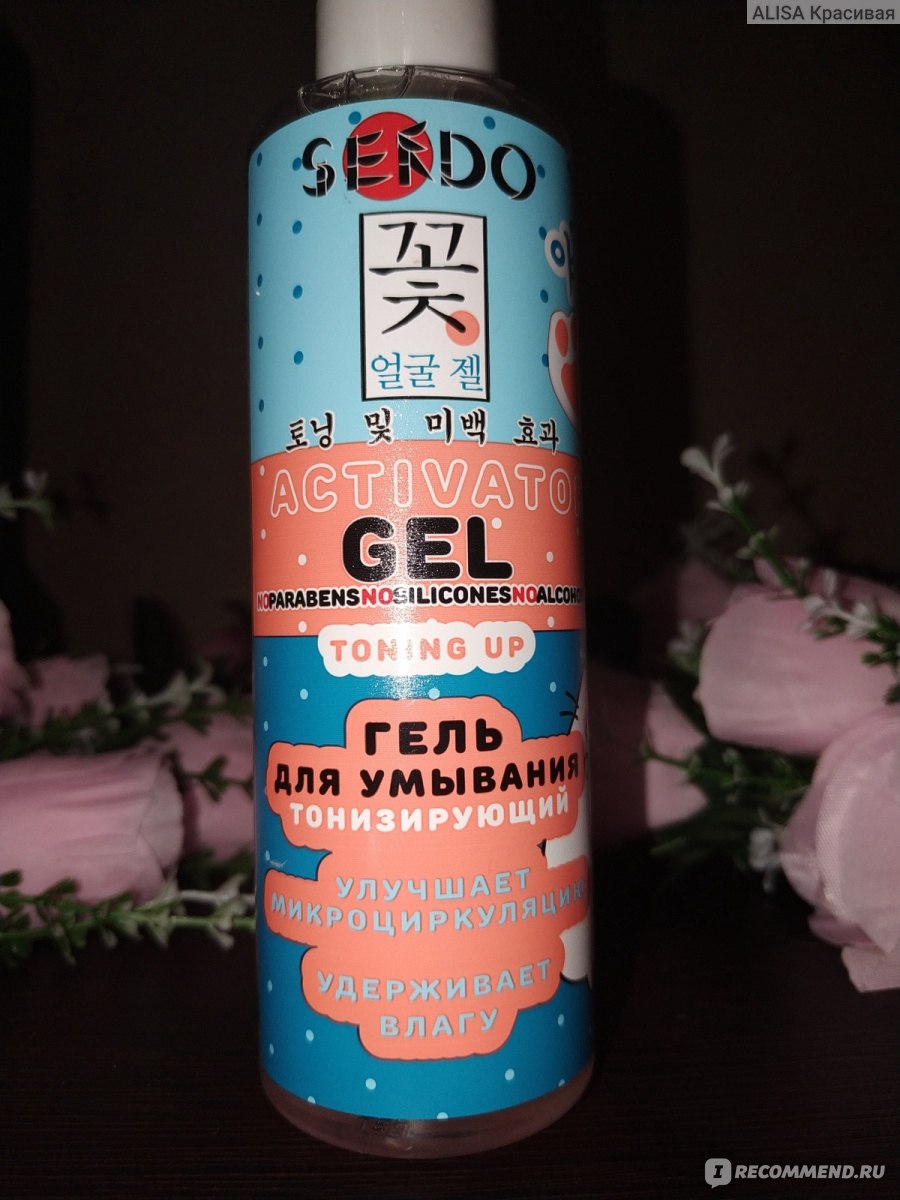 ALISA Красивая
SENDO
꽃
얼굴 젤
토닝 및 미백 효과
ACTIVATO
GEL
NOPARABENSNOSILICONESNOALCOHO
TONING UP
ГЕЛЬ
ДЛЯ УМЫВАНИЯ
ТОНИЗИРУЮЩИЙ
УЛУЧШАЕТ
МИКРОЦИРКУЛЯЦИЮ
УДЕРЖИВАЕТ
ВЛАГУ
IRECOMMEND.RU